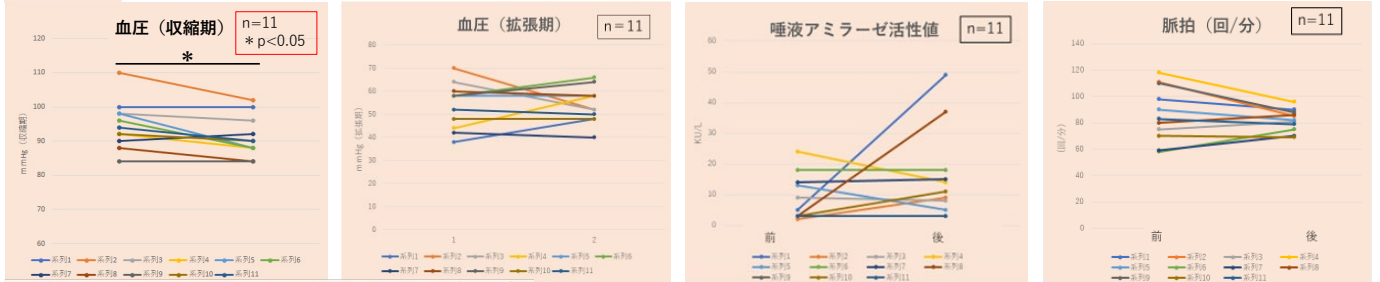 血圧（収縮期）
n=11
＊p<0.05
*
120
110
100
90
80
70
60
mmHg（収縮期）
系列1 系列2 系列3 系列4 系列5 系列6
系列7 系列8 系列9 系列10 系列11
血圧（拡張期）
n=11
80
70
60
50
40
30
20
10
0
mmHg（拡張期）
1 2
系列1 系列2 系列3 系列4 系列5 系列6
系列7 系列8 系列9 系列10 系列11
唾液アミラーゼ活性値
n=11
60
50
40
30
20
10
0
KU/L
前 後
系列1 系列2 系列3 系列4
系列5 系列6 系列7 系列8
系列9 系列10 系列11
脈拍（回/分）
n=11
140
120
100
80
60
40
20
0
(回/分)
前 後
系列1 系列2 系列3 系列4
系列5 系列6 系列7 系列8
系列9 系列10 系列11